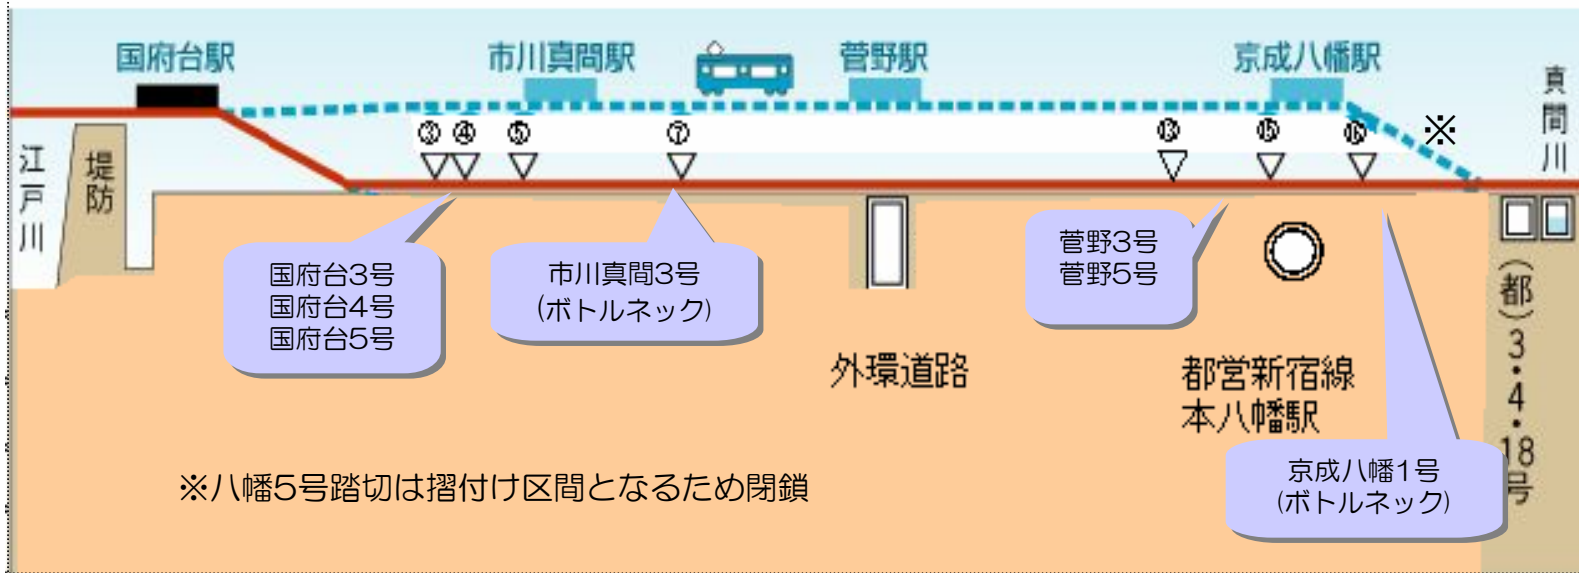 国府台駅
市川真間駅
菅野駅
京成八幡駅
真間川
※
③
④
⑤
⑦
⑬
⑮
⑯
江戸川
堤防
国府台3号
国府台4号
国府台5号
市川真間3号
(ボトルネック)
菅野3号
菅野5号
外環道路
都営新宿線
本八幡駅
(都)3・4・18号
京成八幡1号
(ボトルネック)
※八幡5号踏切は摺付け区間となるため閉鎖